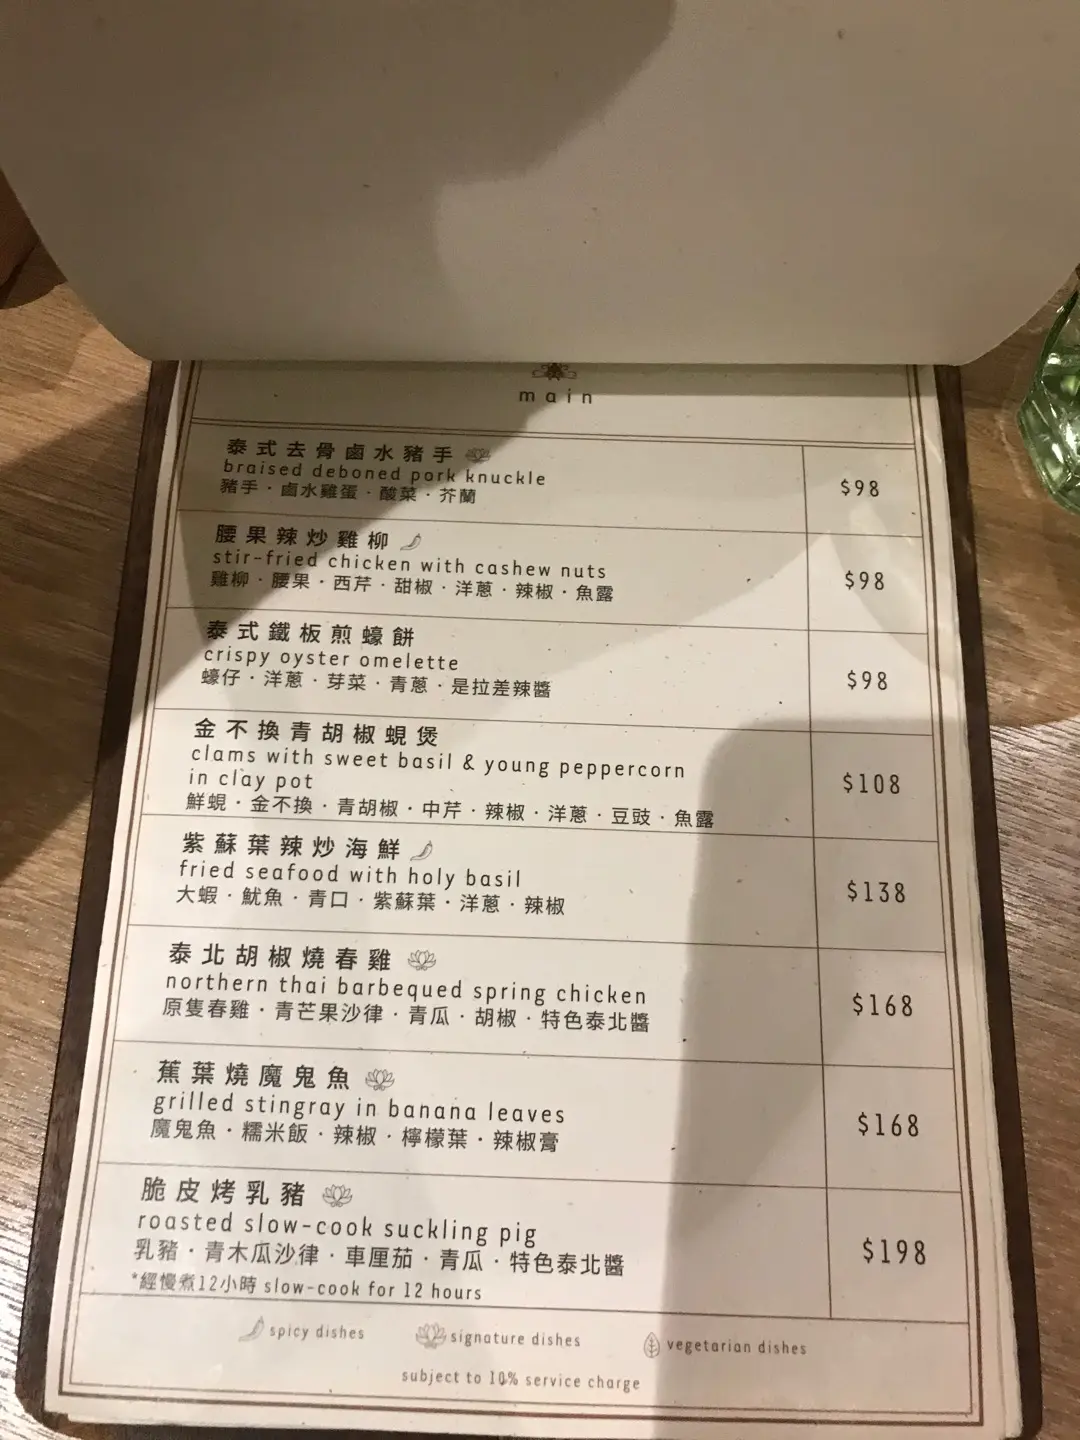 main
泰式去骨鹵水豬手
braised deboned pork knuckle
豬手·鹵水雞蛋·酸菜·芥蘭
$98
腰果辣炒雞柳
stir-fried chicken with cashew nuts
雞柳·腰果·西芹·甜椒·洋蔥·辣椒·魚露
$98
泰式鐵板煎蠔餅
crispy oyster omelette
蠔仔·洋蔥·芽菜·青蔥·是拉差辣醬
$98
金不換青胡椒蜆煲
clams with sweet basil & young peppercorn
in clay pot
鮮蜆·金不換·青胡椒·中芹·辣椒·洋蔥·豆豉·魚露
$108
紫蘇葉辣炒海鮮
fried seafood with holy basil
大蝦·魷魚·青口·紫蘇葉·洋蔥·辣椒
$138
泰北胡椒燒春雞
northern thai barbequed spring chicken
原隻春雞·青芒果沙律·青瓜·胡椒·特色泰北醬
$168
蕉葉燒魔鬼魚
grilled stingray in banana leaves
魔鬼魚·糯米飯·辣椒·檸檬葉·辣椒膏
$168
脆皮烤乳豬
roasted slow-cook suckling pig
乳豬·青木瓜沙律·車厘茄·青瓜·特色泰北醬
*經慢煮12小時 slow-cook for 12 hours
$198
spicy dishes
signature dishes
vegetarian dishes
subject to 10% service charge